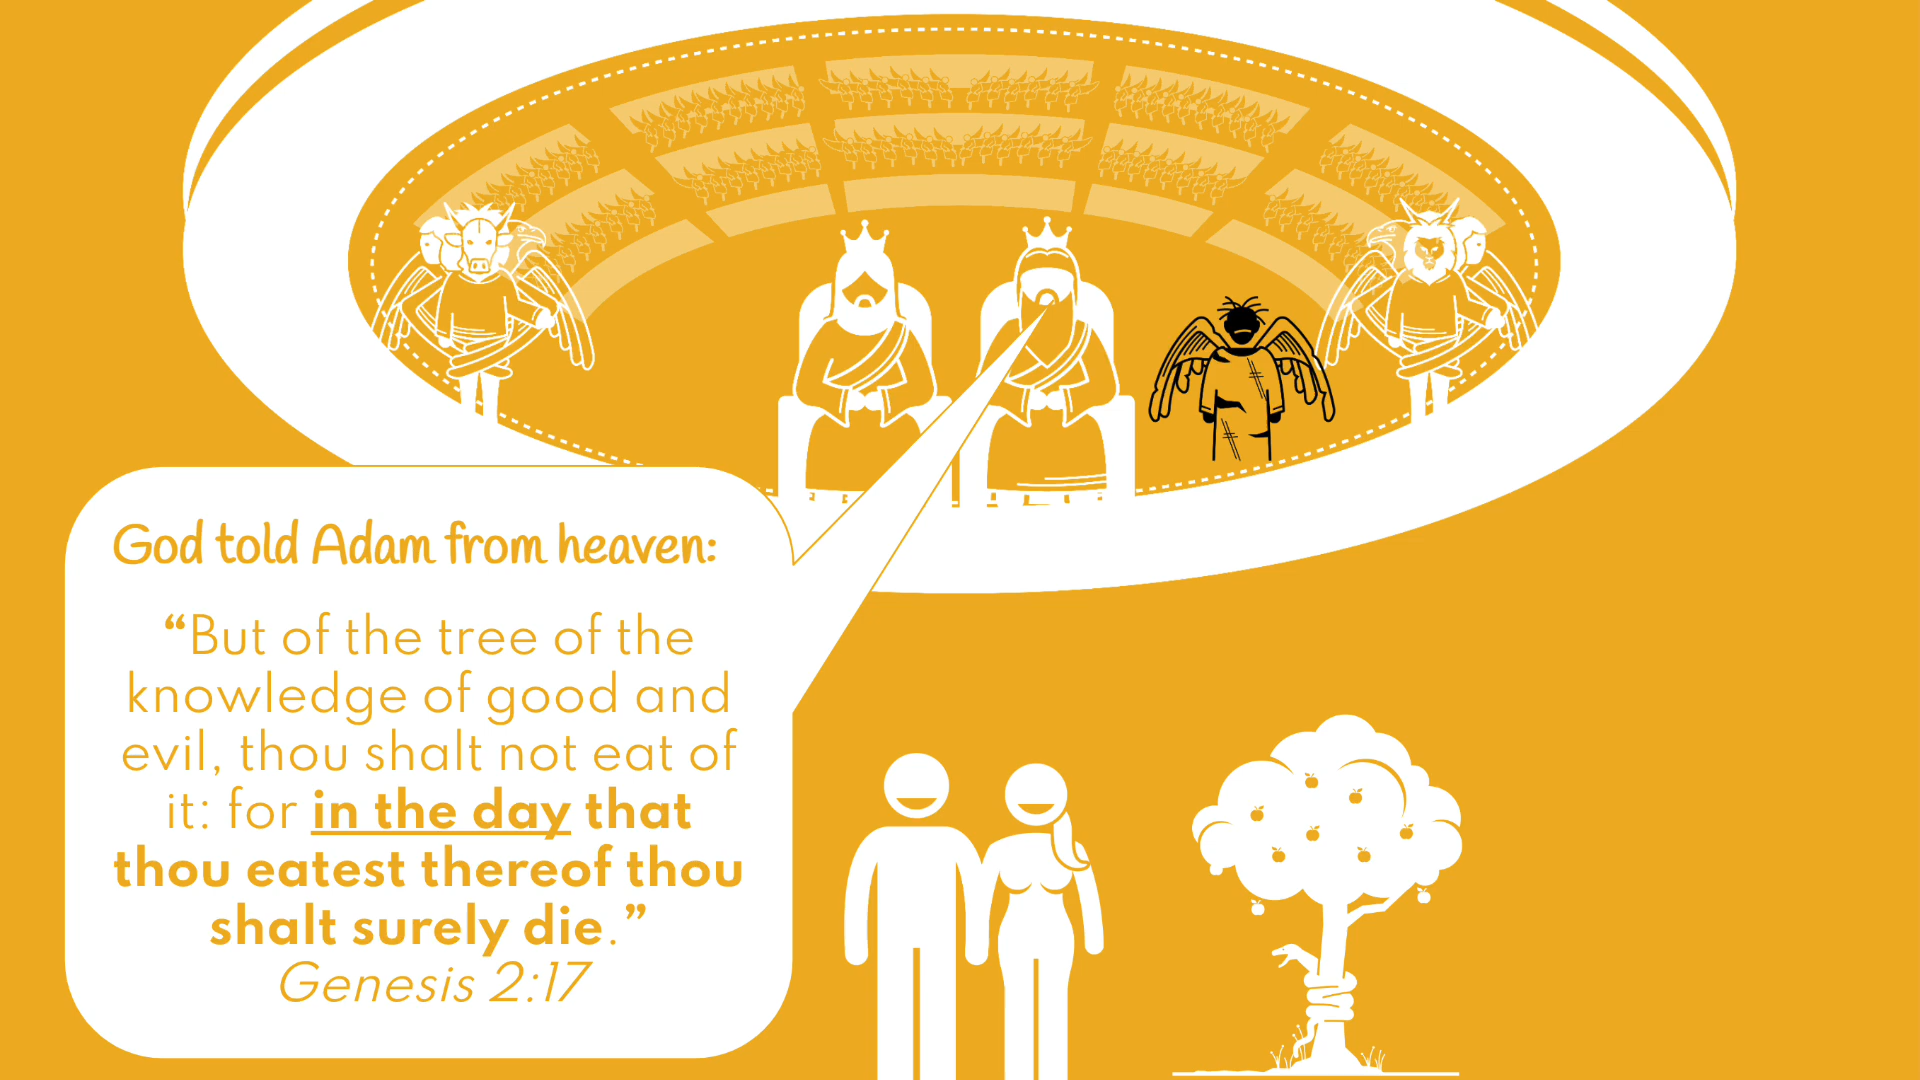 God told Adam from heaven:
“But of the tree of the
knowledge of good and
evil, thou shalt not eat of
it: for in the day that
thou eatest thereof thou
shalt surely die.”
Genesis 2:17